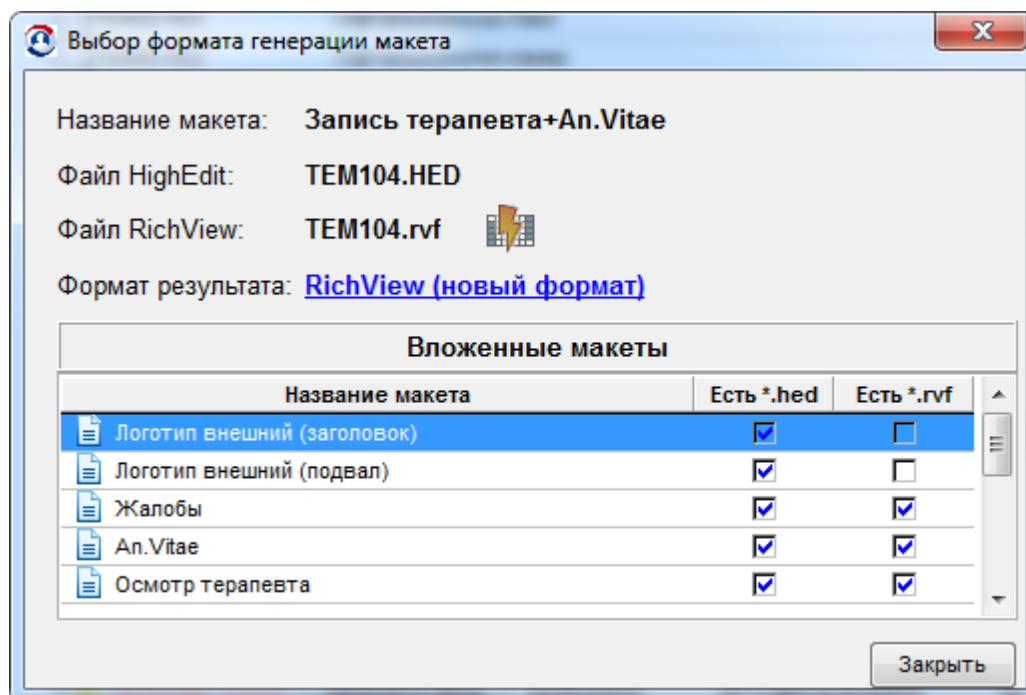 Выбор формата генерации макета
Название макета: Запись терапевта+An.Vitae
Файл HighEdit: TEM104.HED
Файл RichView: TEM104.rvf
Формат результата: RichView (новый формат)
Вложенные макеты
Название макета Есть *.hed Есть *.rvf
Логотип внешний (заголовок)
Логотип внешний (подвал)
Жалобы
An.Vitae
Осмотр терапевта
Закрыть